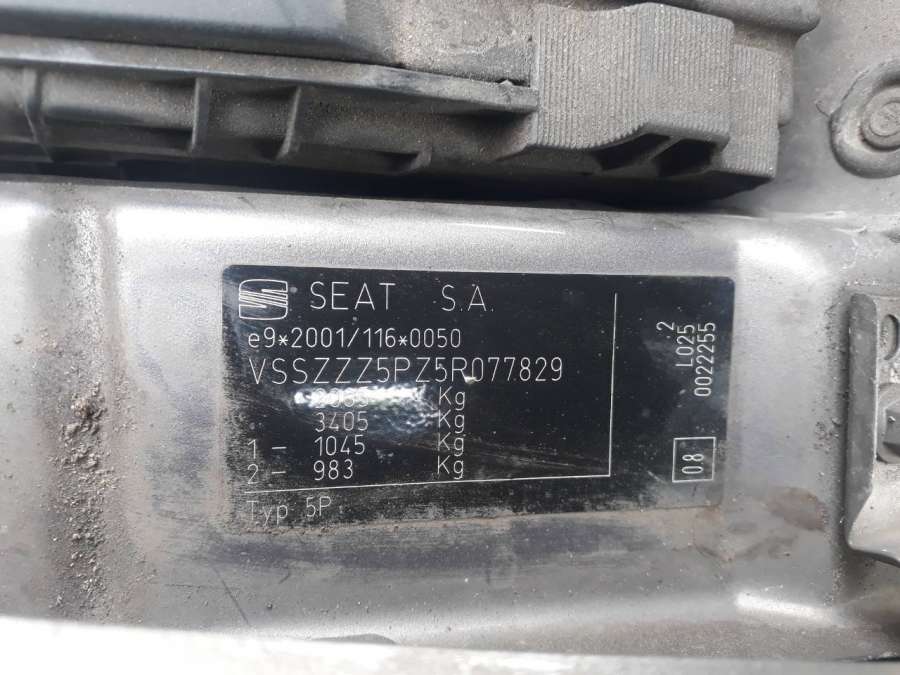 SEAT S.A.
e9*2001/116*0050
VSSZZZ5PZ5R077829
Kg
3405 Kg
1 - 1045 Kg
2 - 983 Kg
Typ 5P
L025 2
0022255
08